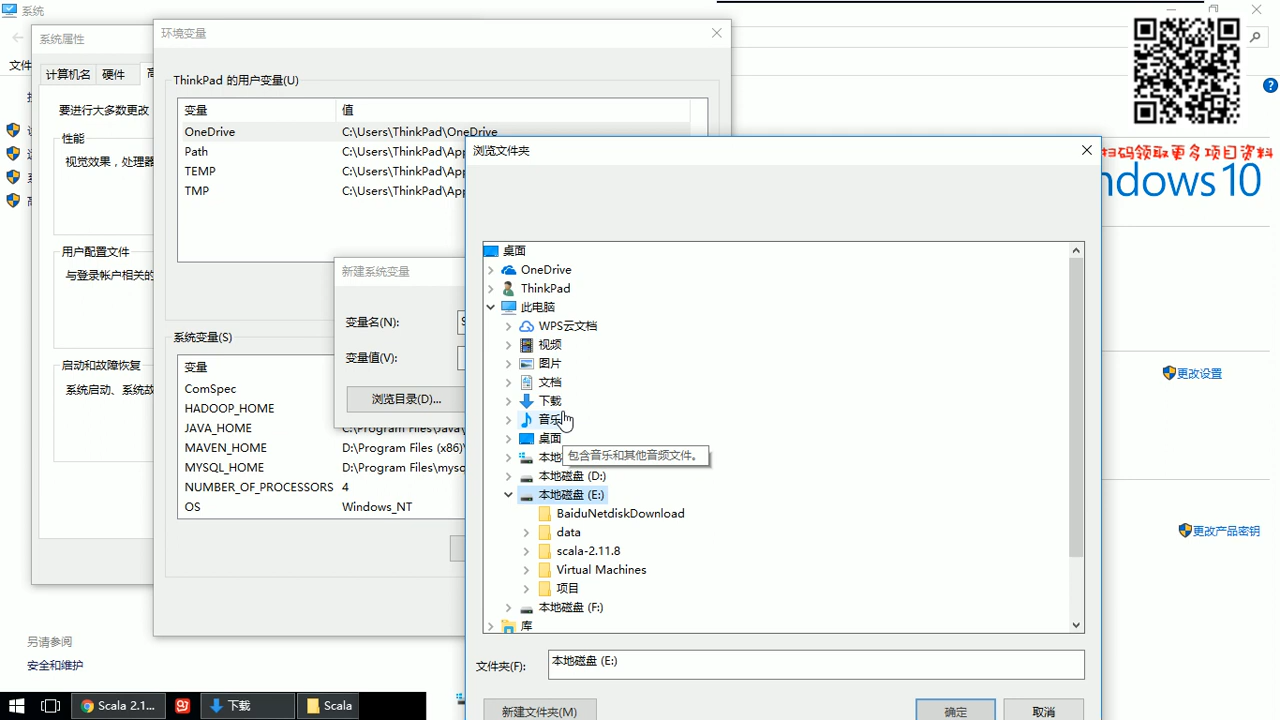 系统
系统属性
环境变量
文件
计算机名
硬件
要进行大多数更改
性能
视觉效果，处理器
用户配置文件
与登录帐户相关的
启动和故障恢复
系统启动、系统故
另请参阅
安全和维护
ThinkPad 的用户变量(U)
变量 值
OneDrive C:\Users\ThinkPad\OneDrive
Path C:\Users\ThinkPad\App
TEMP C:\Users\ThinkPad\App
TMP C:\Users\ThinkPad\App
新建系统变量
变量名(N):
变量值(V):
浏览目录(D)...
系统变量(S)
变量
ComSpec
HADOOP_HOME
JAVA_HOME C:\Program Files\Java\
MAVEN_HOME D:\Program Files (x86)\
MYSQL_HOME D:\Program Files\mysq
NUMBER_OF_PROCESSORS 4
OS Windows_NT
浏览文件夹
桌面
OneDrive
ThinkPad
此电脑
WPS云文档
视频
图片
文档
下载
音乐
桌面
本地
包含音乐和其他音频文件。
本地磁盘 (D:)
本地磁盘 (E:)
BaiduNetdiskDownload
data
scala-2.11.8
Virtual Machines
项目
本地磁盘 (F:)
库
文件夹(F):
本地磁盘 (E:)
新建文件夹(M)
确定
取消
扫码领取更多项目资料
ndows 10
更改设置
更改产品密钥
Scala 2.1...
下载
Scala